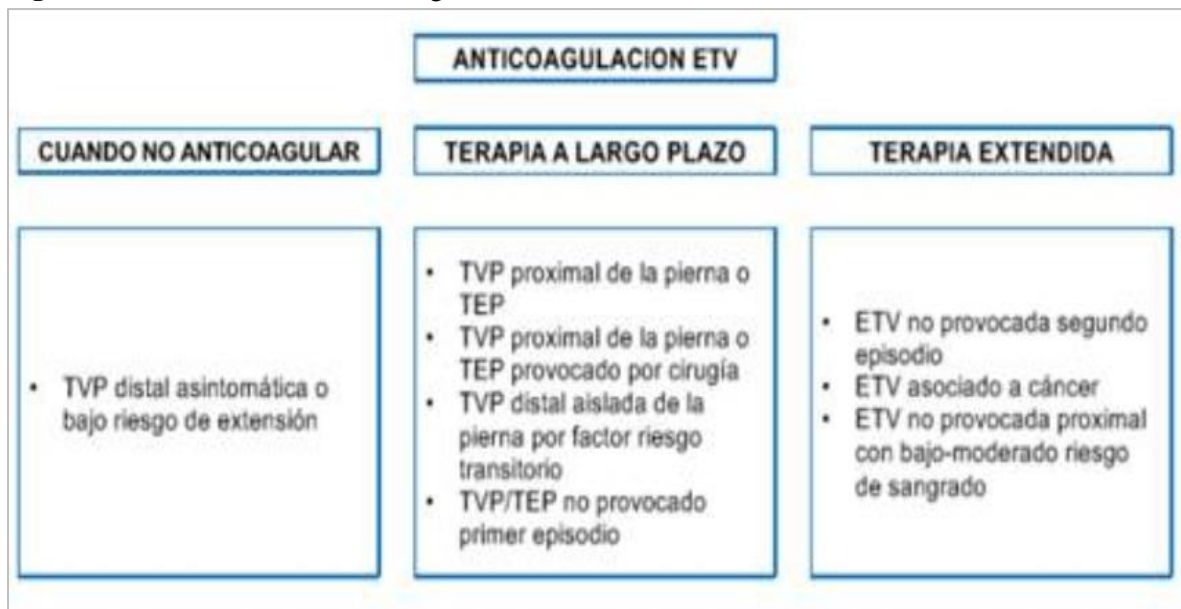 ANTICOAGULACION ETV
CUANDO NO ANTICOAGULAR
• TVP distal asintomática o
bajo riesgo de extensión
TERAPIA A LARGO PLAZO
• TVP proximal de la pierna o
TEP
• TVP proximal de la pierna o
TEP provocado por cirugía
• TVP distal aislada de la
pierna por factor riesgo
transitorio
• TVP/TEP no provocado
primer episodio
TERAPIA EXTENDIDA
• ETV no provocada segundo
episodio
• ETV asociado a cáncer
• ETV no provocada proximal
con bajo-moderado riesgo
de sangrado